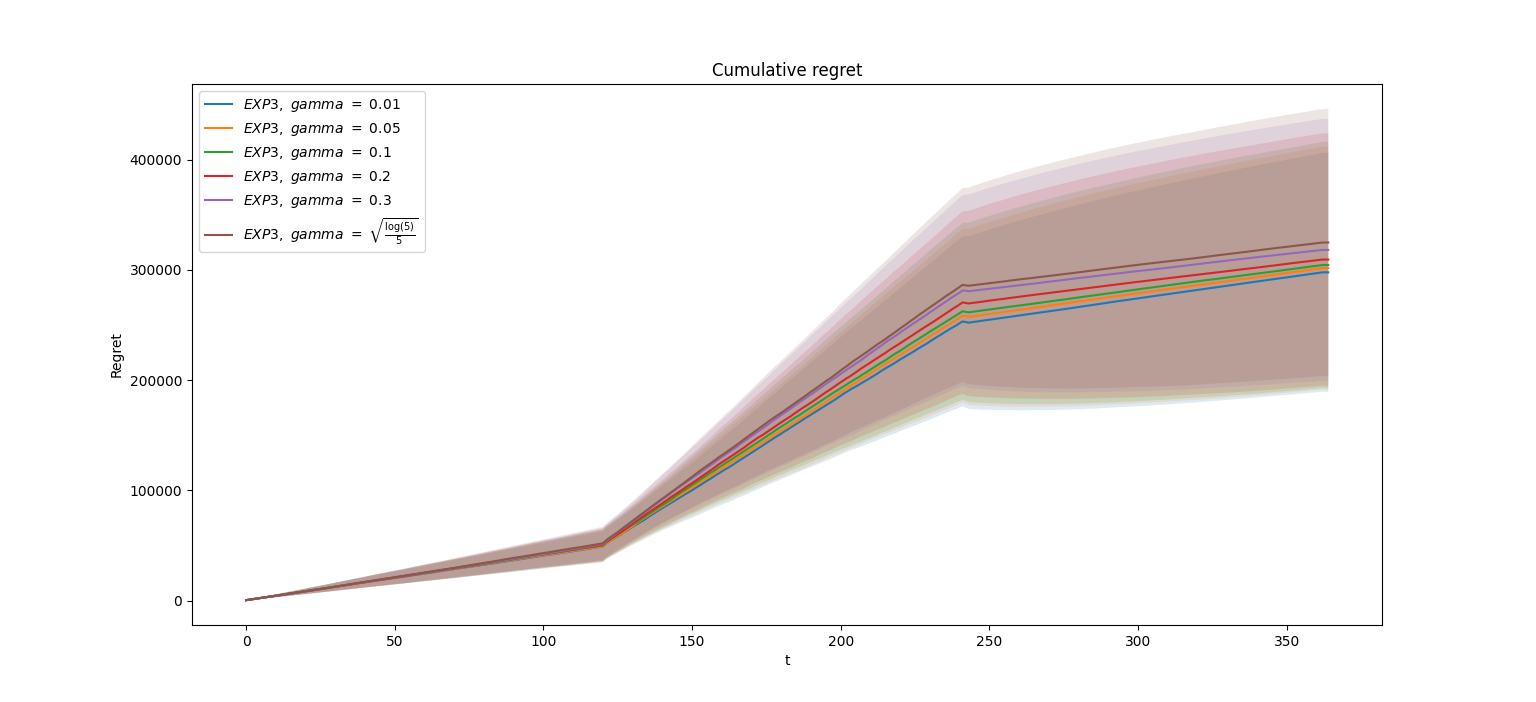 Cumulative regret
EXP3, gamma = 0.01
EXP3, gamma = 0.05
EXP3, gamma = 0.1
EXP3, gamma = 0.2
EXP3, gamma = 0.3
EXP3, gamma = √(log(5)/5)
400000
300000
200000
100000
0
Regret
0 50 100 150 200 250 300 350
t